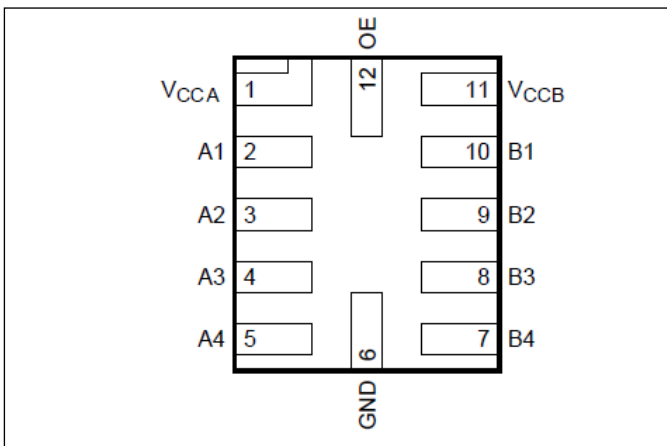 OE
12
VCCA 1 11 VCCB
A1 2 10 B1
A2 3 9 B2
A3 4 8 B3
A4 5 7 B4
6
GND